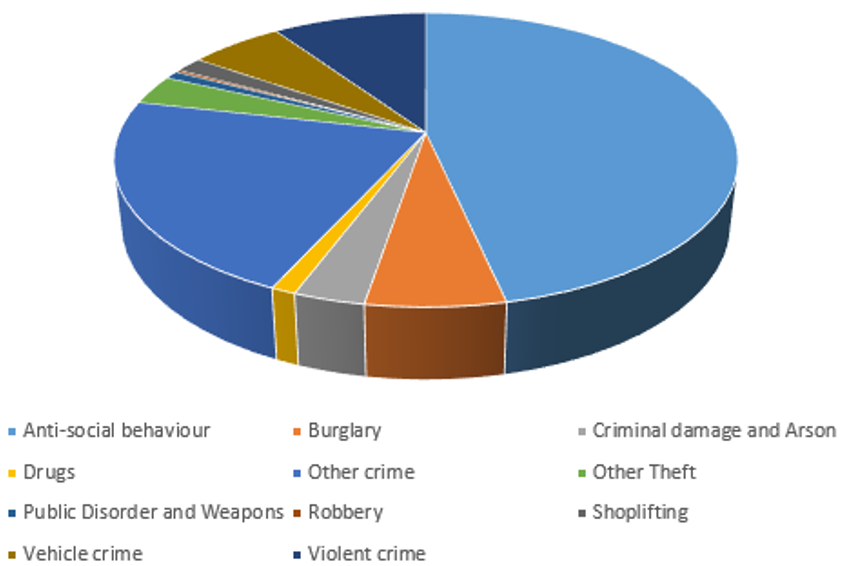 Anti-social behaviour
Burglary
Criminal damage and Arson
Drugs
Other crime
Other Theft
Public Disorder and Weapons
Robbery
Shoplifting
Vehicle crime
Violent crime